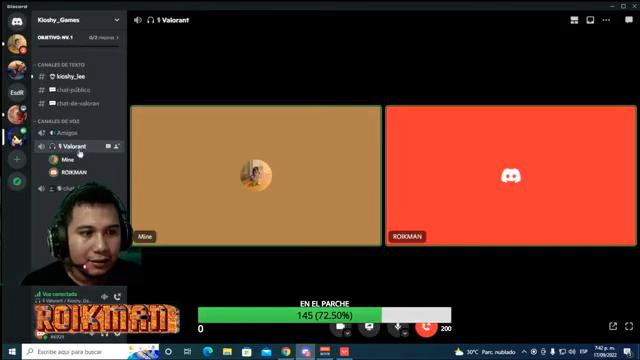 Discord
Kioshy_Games
Valorant
OBJETIVO: NV. 1
CANALES DE TEXTO
kioshy_lee
chat-público
chat-de-valoran
CANALES DE VOZ
Amigos
Valorant
Mine
ROIKMAN
Mine
ROIKMAN
Voz conectada
ROIKMAN
EN EL PARCHE
145 (72.50%)
0
200
Escribe aquí para buscar
30°C Parc. nublado
ESP
7:42 p. m.
17/09/2022
EsdR